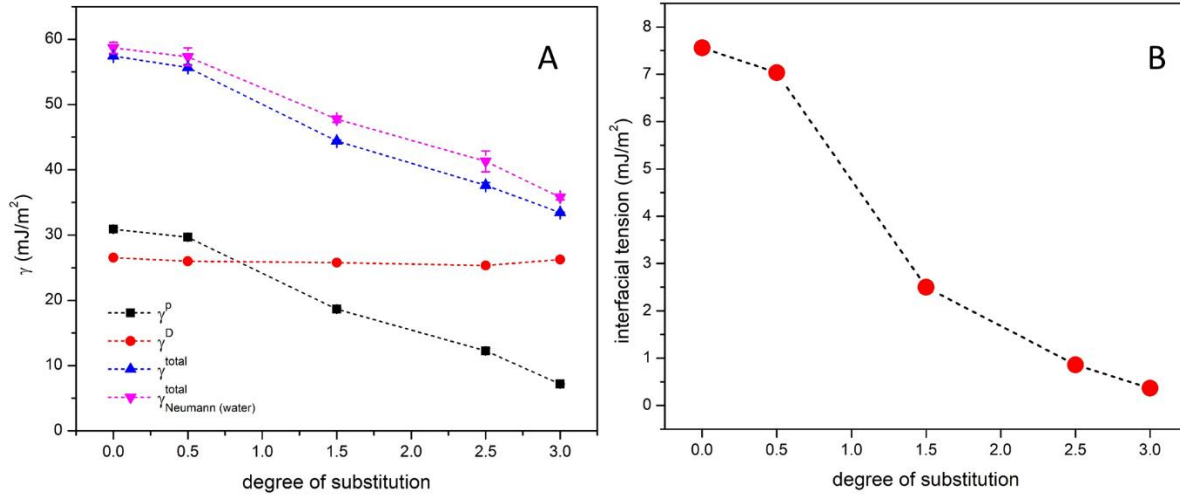 A
γ (mJ/m²)
60
50
40
30
20
10
0
γᵖ
γᴰ
γᵗᵒᵗᵃˡ
γᵗᵒᵗᵃˡ Neumann (water)
0.0 0.5 1.0 1.5 2.0 2.5 3.0
degree of substitution
B
interfacial tension (mJ/m²)
8
7
6
5
4
3
2
1
0
0.0 0.5 1.0 1.5 2.0 2.5 3.0
degree of substitution